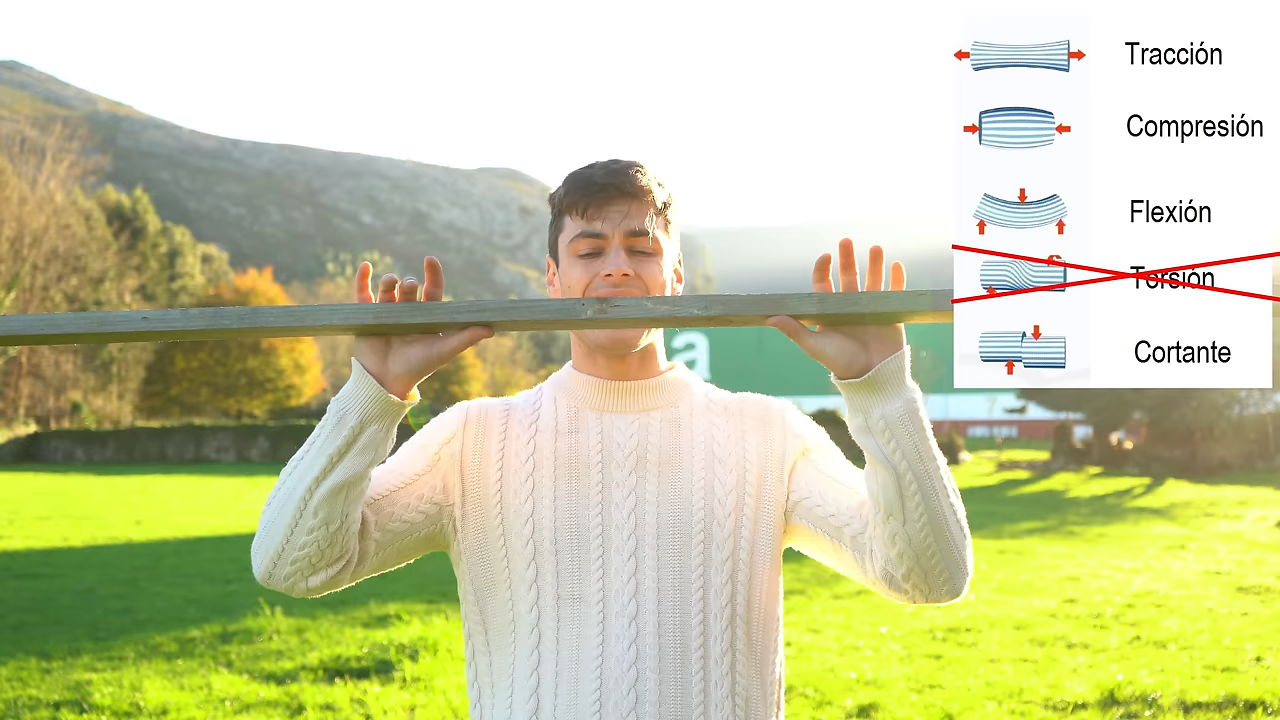 Tracción
Compresión
Flexión
Torsión
Cortante
a